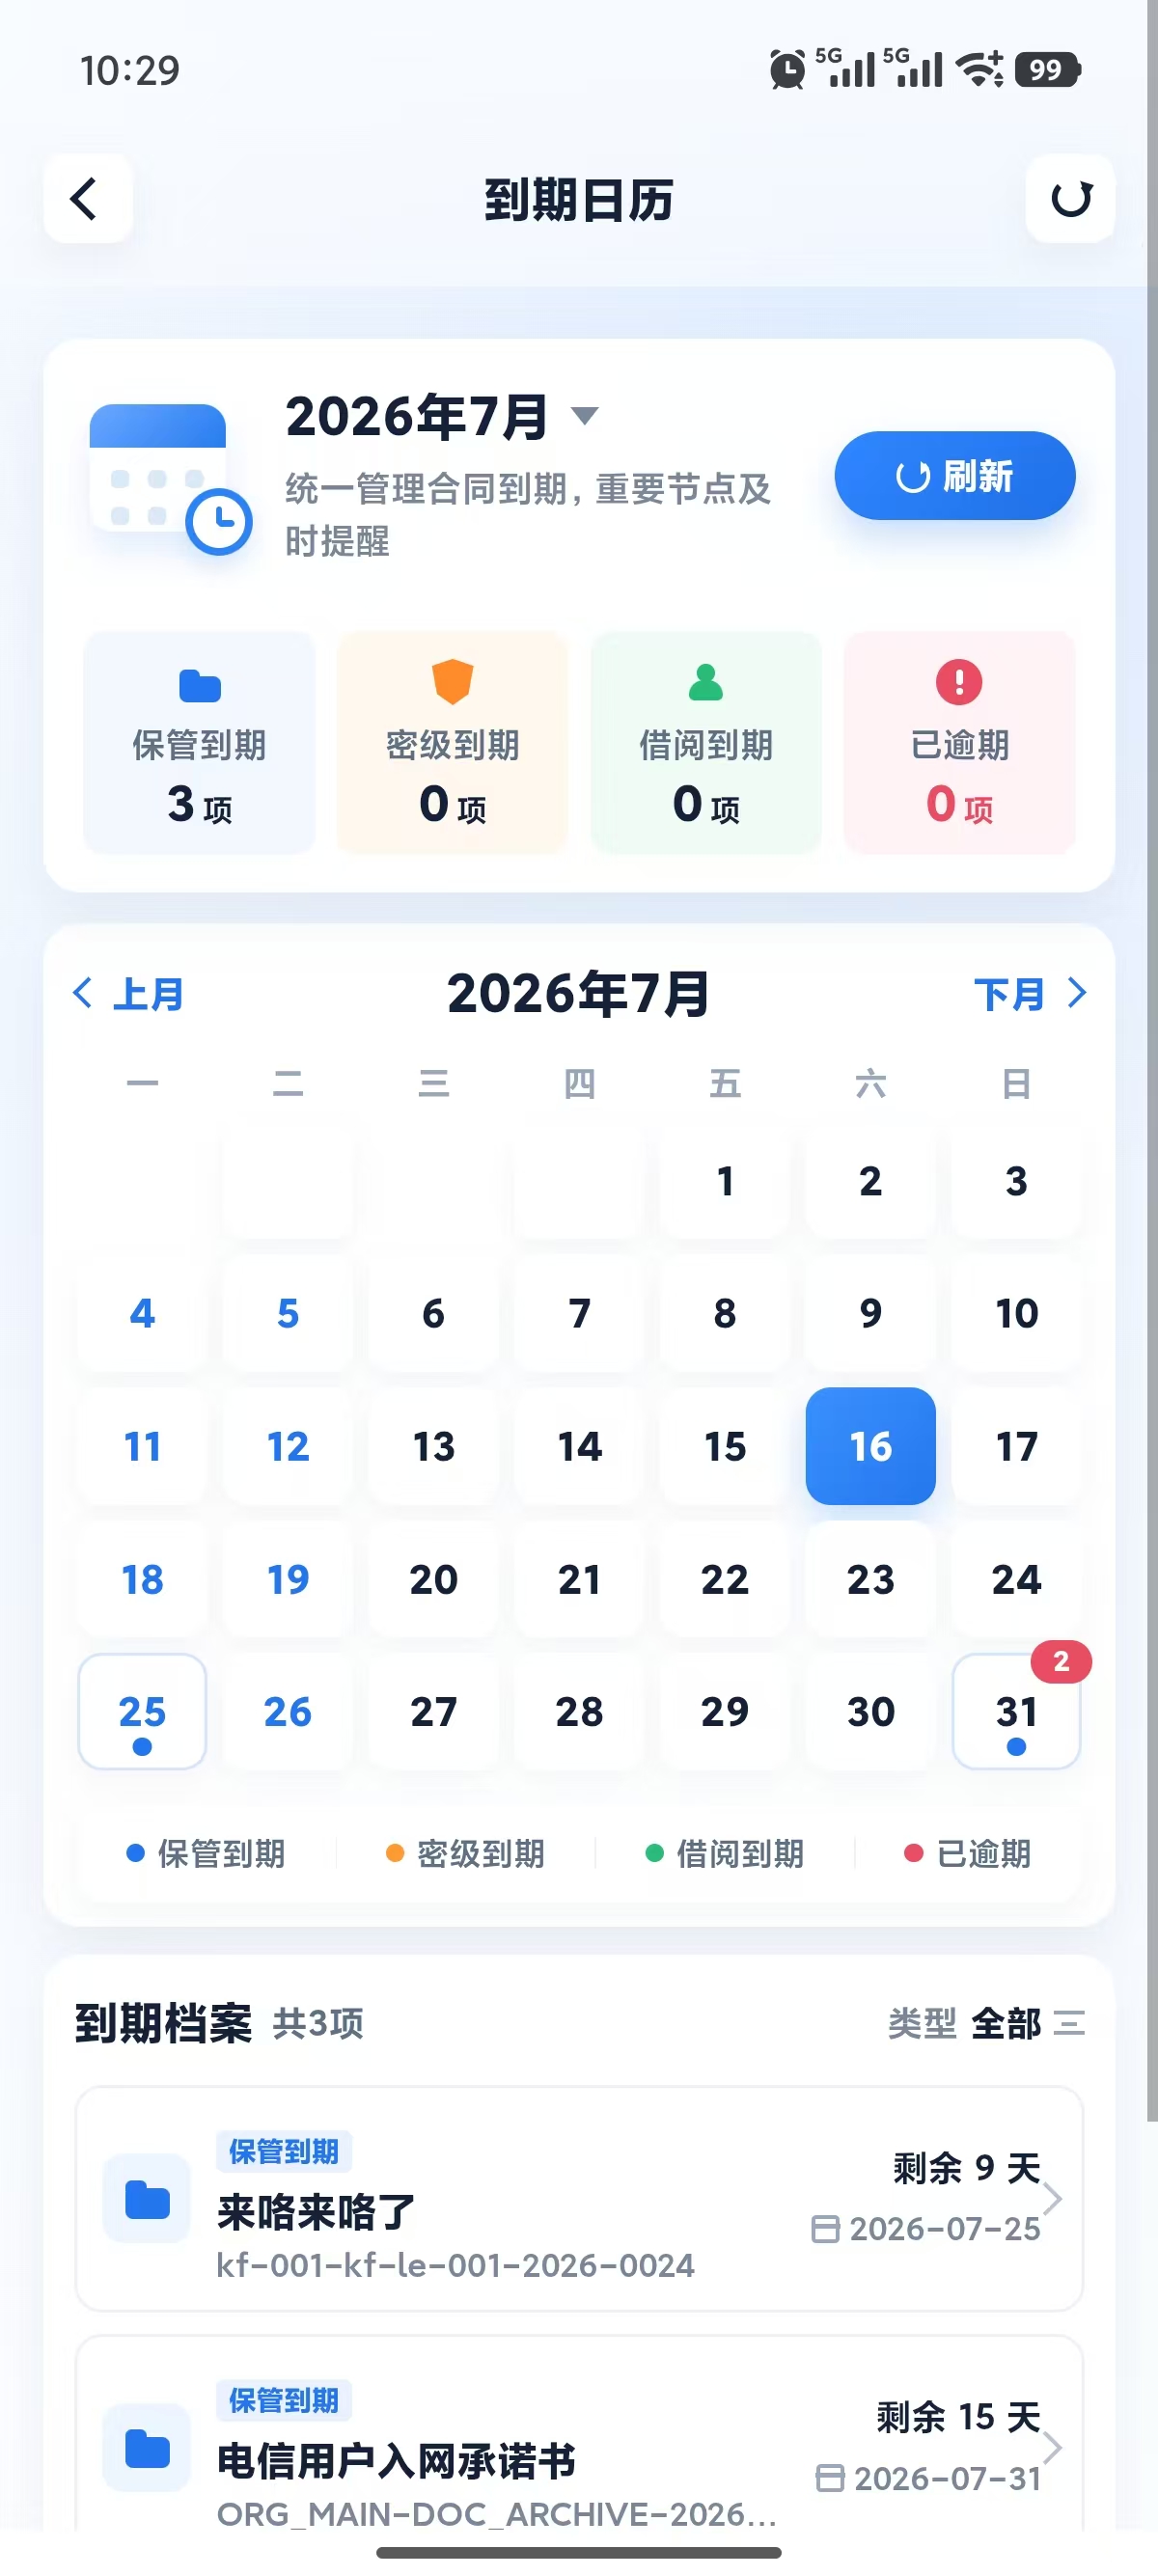 10:29
5G 5G 99
到期日历
2026年7月
统一管理合同到期，重要节点及
时提醒
刷新
保管到期 密级到期 借阅到期 已逾期
3 项 0 项 0 项 0 项
上月 2026年7月 下月
一 二 三 四 五 六 日
1 2 3
4 5 6 7 8 9 10
11 12 13 14 15 16 17
18 19 20 21 22 23 24
2
25 26 27 28 29 30 31
保管到期 密级到期 借阅到期 已逾期
到期档案 共3项 类型 全部
保管到期
剩余 9 天
来咯来咯了
2026-07-25
kf-001-kf-le-001-2026-0024
保管到期
剩余 15 天
电信用户入网承诺书
2026-07-31
ORG_MAIN-DOC_ARCHIVE-2026...